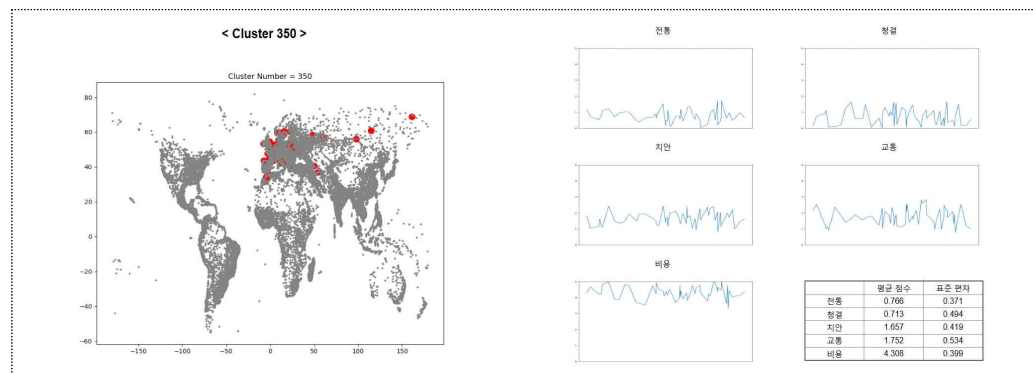 < Cluster 350 >
Cluster Number = 350
80
60
40
20
0
−20
−40
−60
−150
−100
−50
0
50
100
150
전통
청결
치안
교통
비용
평균 점수 표준 편차
전통 0.766 0.371
청결 0.713 0.494
치안 1.657 0.419
교통 1.752 0.534
비용 4.308 0.399